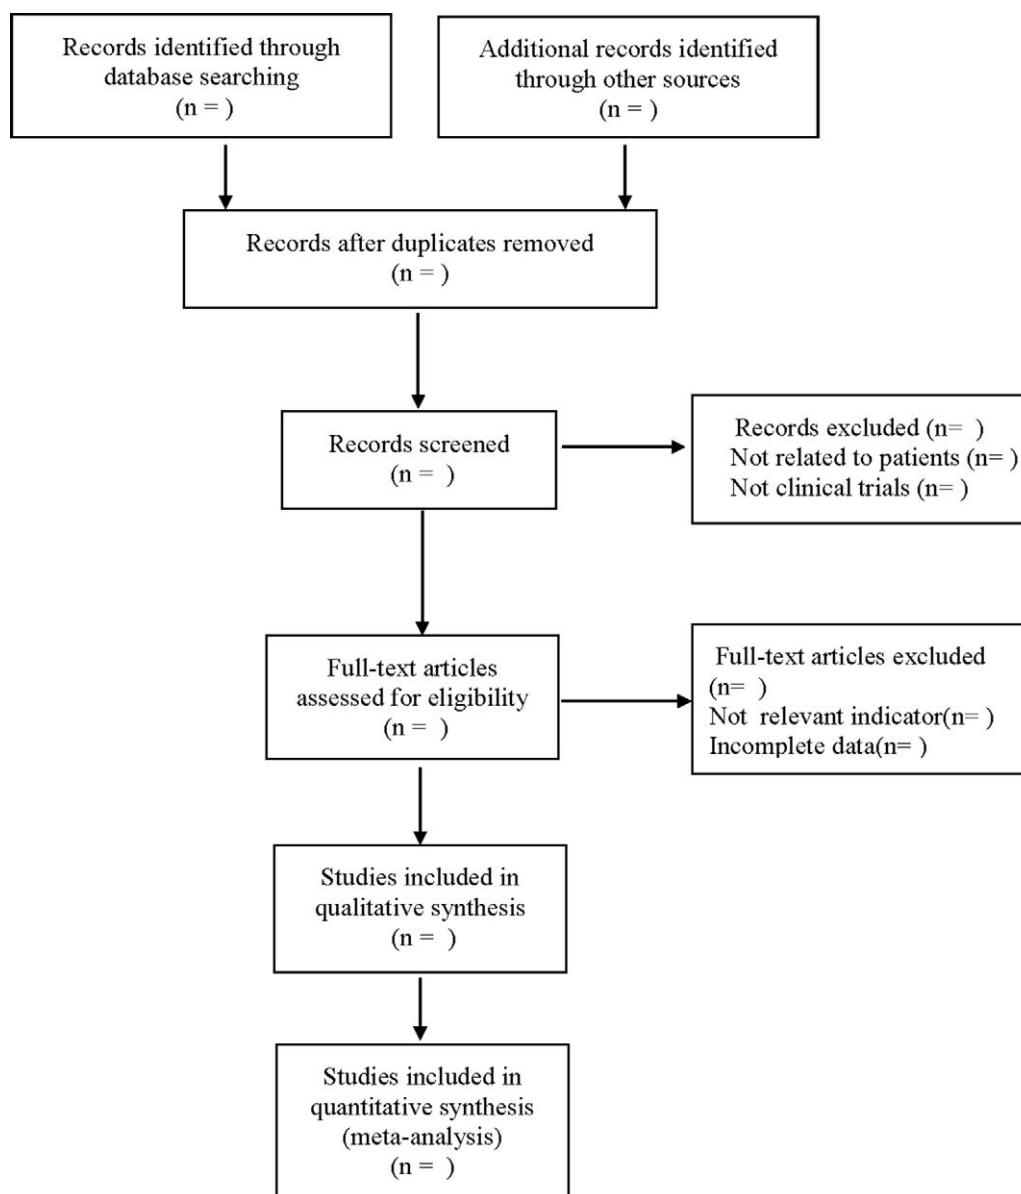 Records identified through
database searching
(n = )
Additional records identified
through other sources
(n = )
Records after duplicates removed
(n = )
Records screened
(n =  )
Records excluded (n=  )
Not related to patients (n= )
Not clinical trials (n= )
Full-text articles
assessed for eligibility
(n =  )
Full-text articles excluded
(n=  )
Not  relevant indicator(n= )
Incomplete data(n= )
Studies included in
qualitative synthesis
(n =  )
Studies included in
quantitative synthesis
(meta-analysis)
(n =  )